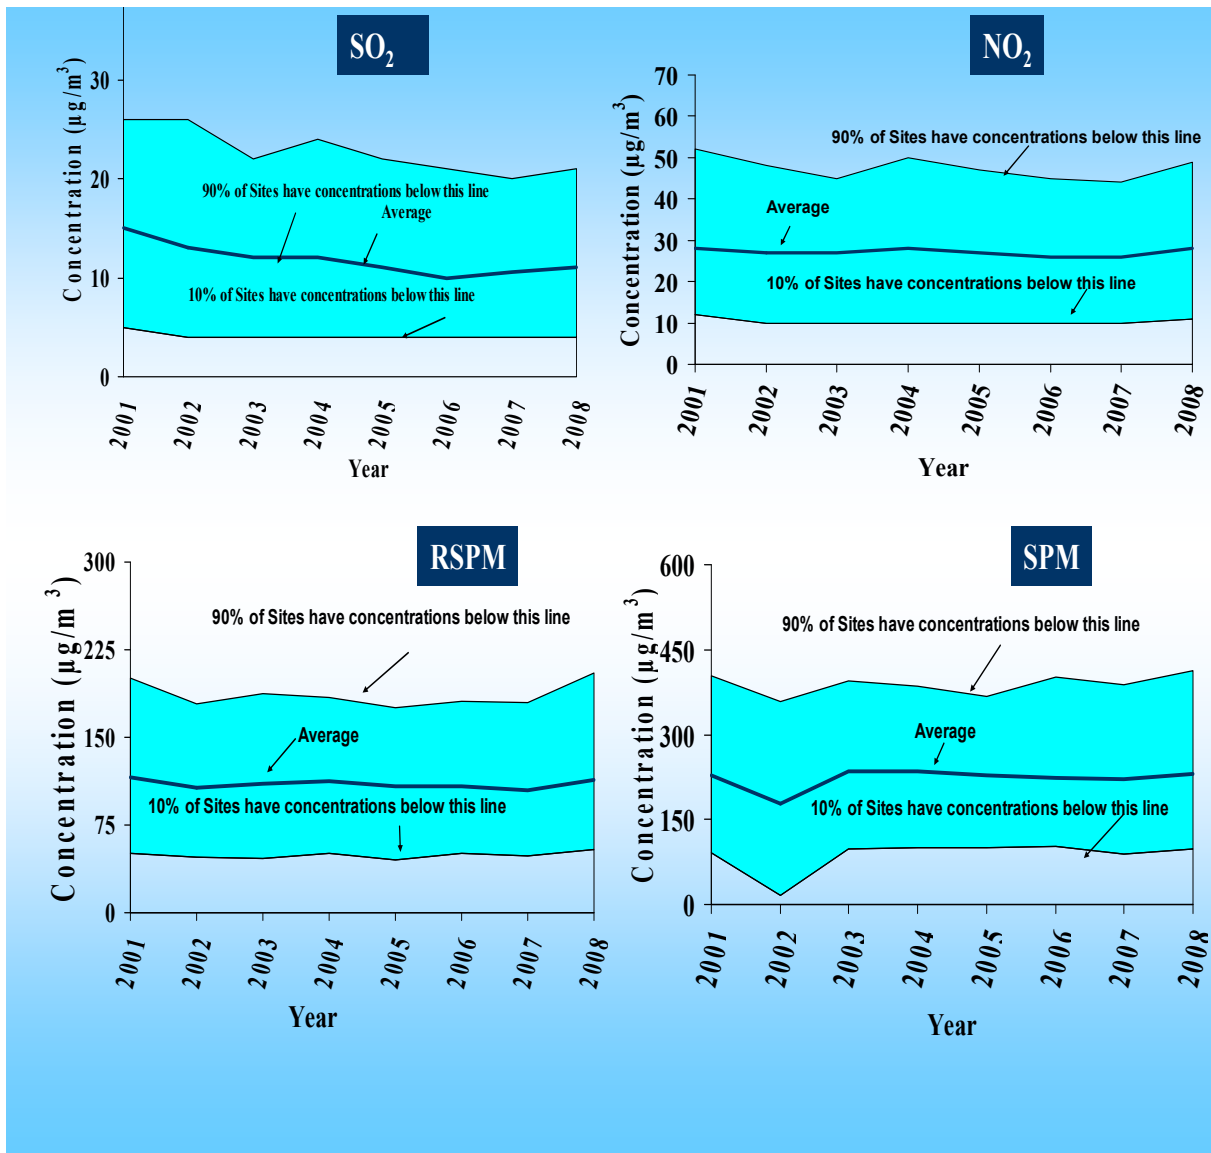 SO2
Concentration (µg/m3)
30
20
10
0
90% of Sites have concentrations below this line
Average
10% of Sites have concentrations below this line
2001
2002
2003
2004
2005
2006
2007
2008
Year
NO2
Concentration (µg/m3)
70
60
50
40
30
20
10
0
90% of Sites have concentrations below this line
Average
10% of Sites have concentrations below this line
2001
2002
2003
2004
2005
2006
2007
2008
Year
RSPM
Concentration (µg/m3)
300
225
150
75
0
90% of Sites have concentrations below this line
Average
10% of Sites have concentrations below this line
2001
2002
2003
2004
2005
2006
2007
2008
Year
SPM
Concentration (µg/m3)
600
450
300
150
0
90% of Sites have concentrations below this line
Average
10% of Sites have concentrations below this line
2001
2002
2003
2004
2005
2006
2007
2008
Year